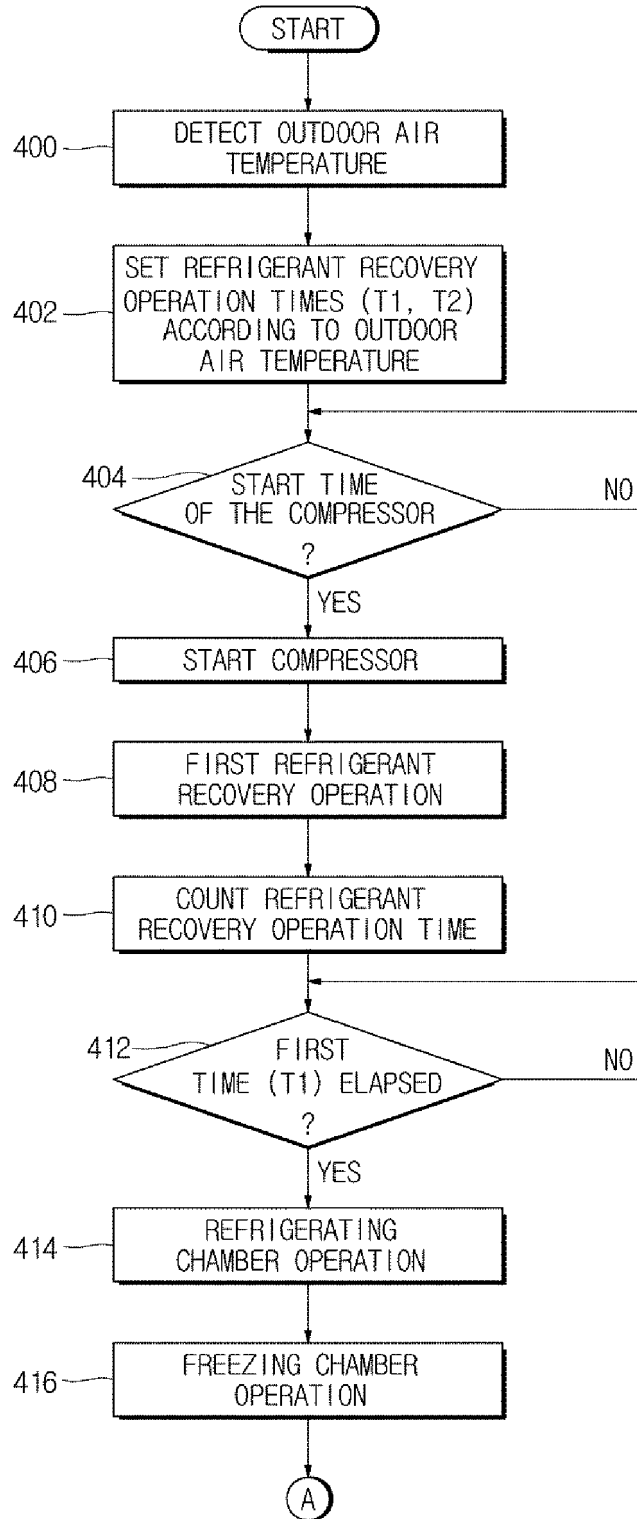 START
400
DETECT OUTDOOR AIR
TEMPERATURE
402
SET REFRIGERANT RECOVERY
OPERATION TIMES (T1, T2)
ACCORDING TO OUTDOOR
AIR TEMPERATURE
404
START TIME
OF THE COMPRESSOR
?
NO
YES
406
START COMPRESSOR
408
FIRST REFRIGERANT
RECOVERY OPERATION
410
COUNT REFRIGERANT
RECOVERY OPERATION TIME
412
FIRST
TIME (T1) ELAPSED
?
NO
YES
414
REFRIGERATING
CHAMBER OPERATION
416
FREEZING CHAMBER
OPERATION
A